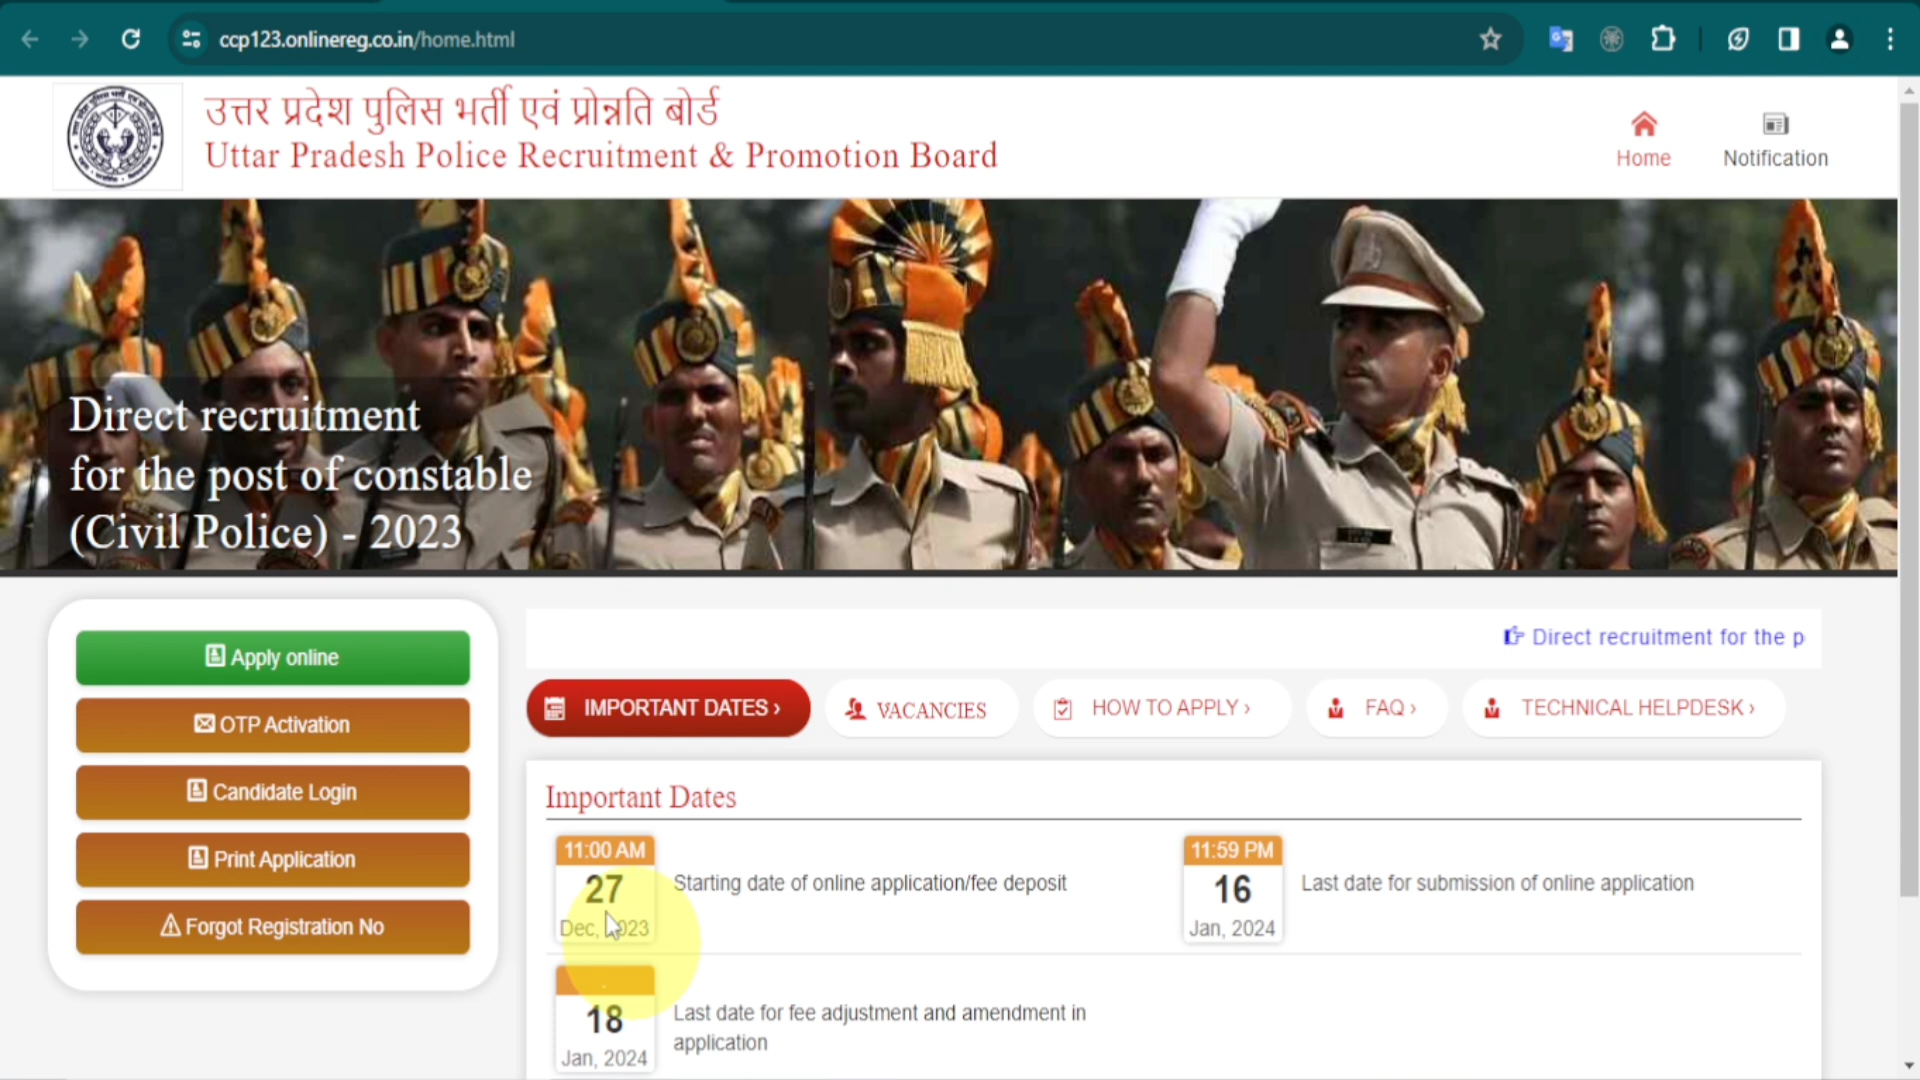 ccp123.onlinereg.co.in/home.html
उत्तर प्रदेश पुलिस भर्ती एवं प्रोन्नति बोर्ड
Uttar Pradesh Police Recruitment & Promotion Board
Home
Notification
Direct recruitment
for the post of constable
(Civil Police) - 2023
Apply online
OTP Activation
Candidate Login
Print Application
Forgot Registration No
Direct recruitment for the p
IMPORTANT DATES ›
VACANCIES
HOW TO APPLY ›
FAQ ›
TECHNICAL HELPDESK ›
Important Dates
11:00 AM
27
Dec, 2023
Starting date of online application/fee deposit
11:59 PM
16
Jan, 2024
Last date for submission of online application
18
Jan, 2024
Last date for fee adjustment and amendment in
application